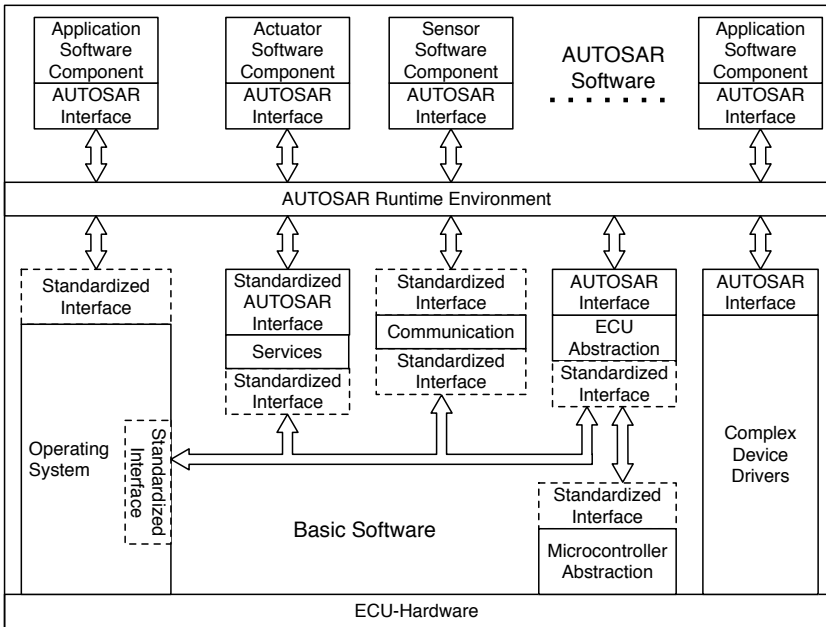 Application
Software
Component
AUTOSAR
Interface
Actuator
Software
Component
AUTOSAR
Interface
Sensor
Software
Component
AUTOSAR
Interface
AUTOSAR
Software
Application
Software
Component
AUTOSAR
Interface
AUTOSAR Runtime Environment
Standardized
Interface
Operating
System
Standardized
Interface
Standardized
AUTOSAR
Interface
Services
Standardized
Interface
Standardized
Interface
Communication
Standardized
Interface
AUTOSAR
Interface
ECU
Abstraction
Standardized
Interface
Standardized
Interface
Microcontroller
Abstraction
AUTOSAR
Interface
Complex
Device
Drivers
Basic Software
ECU-Hardware